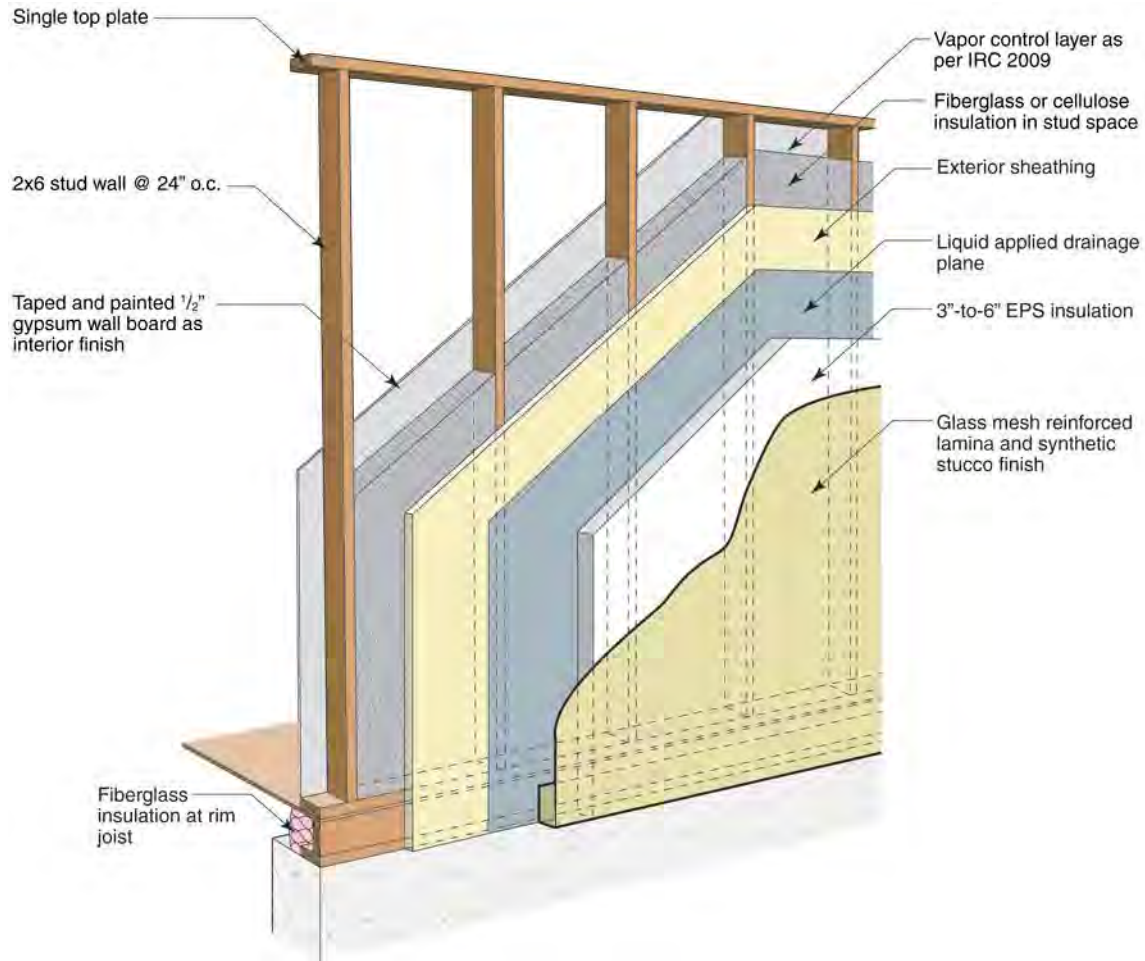 Single top plate
2x6 stud wall @ 24" o.c.
Taped and painted 1/2"
gypsum wall board as
interior finish
Fiberglass
insulation at rim
joist
Vapor control layer as
per IRC 2009
Fiberglass or cellulose
insulation in stud space
Exterior sheathing
Liquid applied drainage
plane
3"-to-6" EPS insulation
Glass mesh reinforced
lamina and synthetic
stucco finish